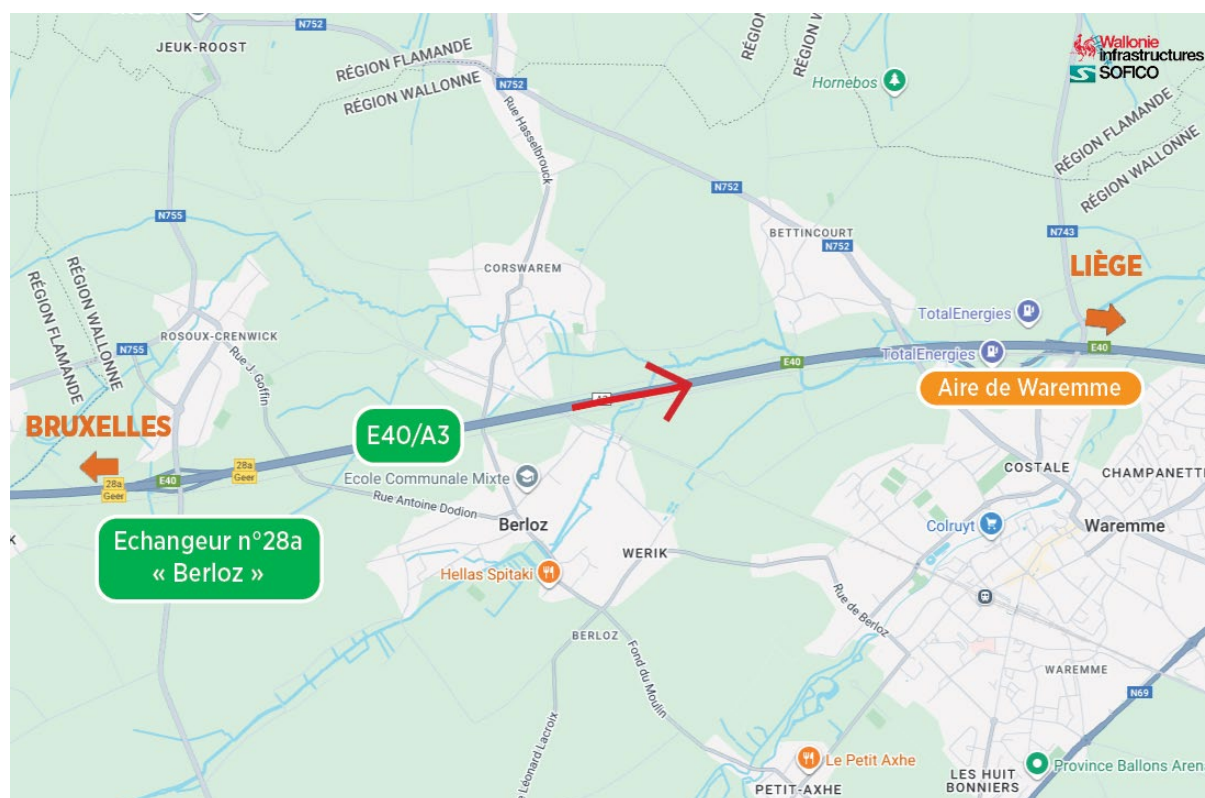 N752
JEUK-ROOST
RÉGION FLAMANDE
RÉGION WALLONNE
N752
Rue Hasselbrouck
RÉGION
RÉGION W
Hornebos
Wallonie
infrastructures
SOFICO
RÉGION FLAMANDE
RÉGION WALLONNE
N752
N755
BETTINCOURT
N752
N743
LIÈGE
CORSWAREM
RÉGION WALLONNE
RÉGION FLAMANDE
ROSOUX-CRENWICK
N755
Rue J. Goffin
TotalEnergies
TotalEnergies
E40
E40
Aire de Waremme
BRUXELLES
E40/A3
28a
Geer
28a
Geer
E40
Ecole Communale Mixte
Rue Antoine Dodion
COSTALE
CHAMPANETT
Echangeur n°28a
« Berloz »
Berloz
Colruyt
Waremme
WERIK
Hellas Spitaki
Rue de Berloz
BERLOZ
Fond du Moulin
WAREMME
N69
e Léonard Lacroix
Le Petit Axhe
PETIT-AXHE
LES HUIT
BONNIERS
Province Ballons Arena